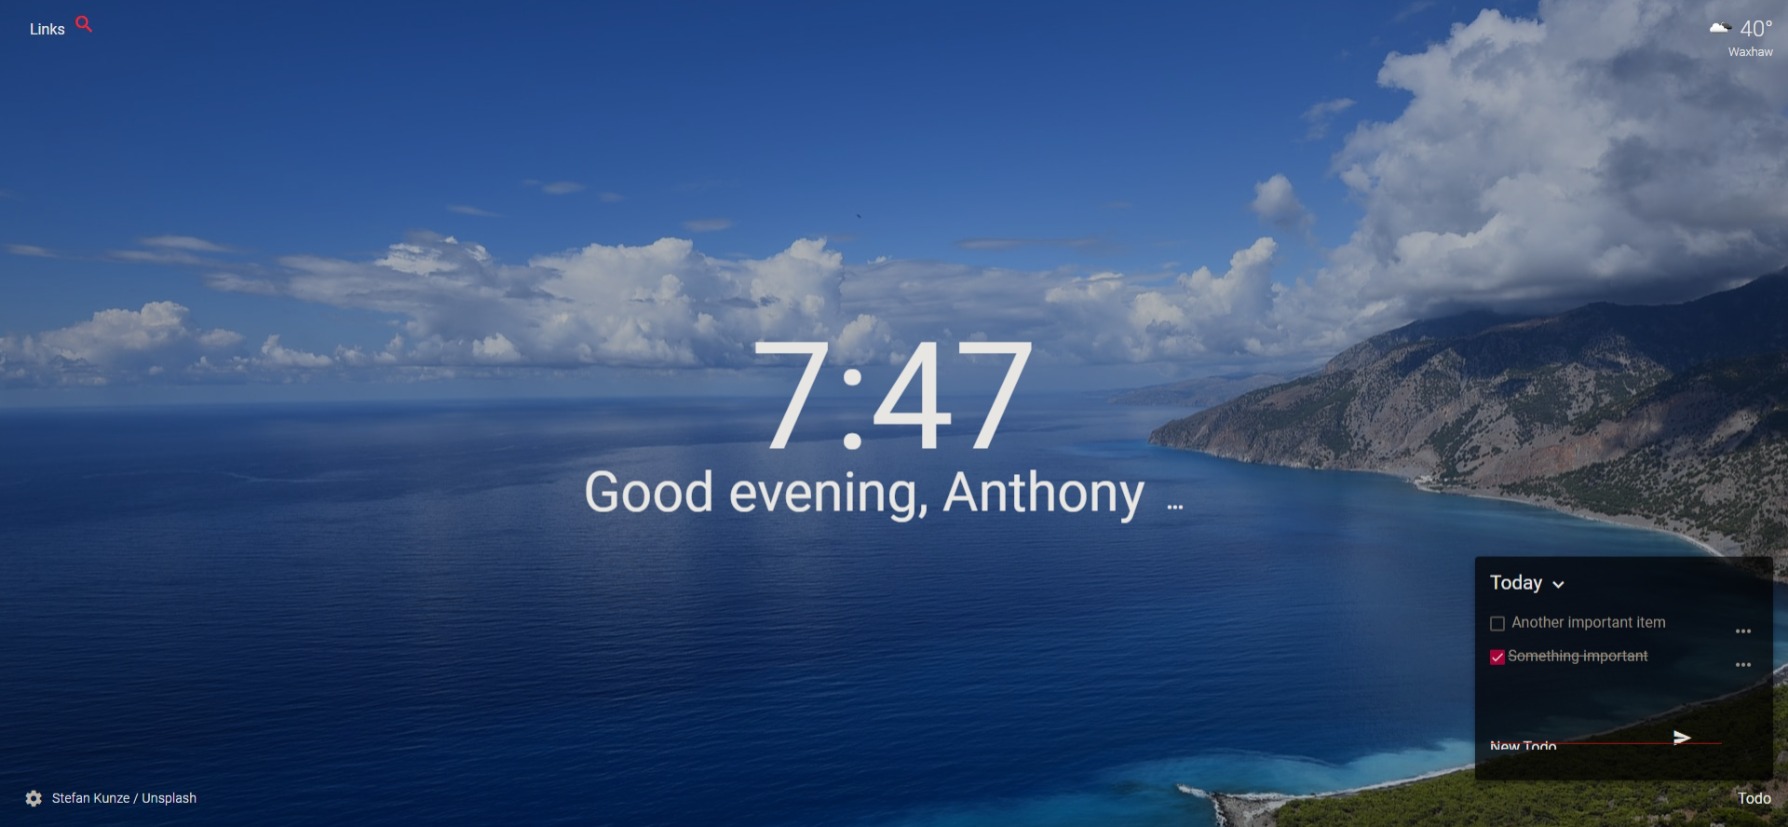 Links
40°
Waxhaw
7:47
Good evening, Anthony ...
Today
Another important item
Something important
New Todo
Stefan Kunze / Unsplash
Todo